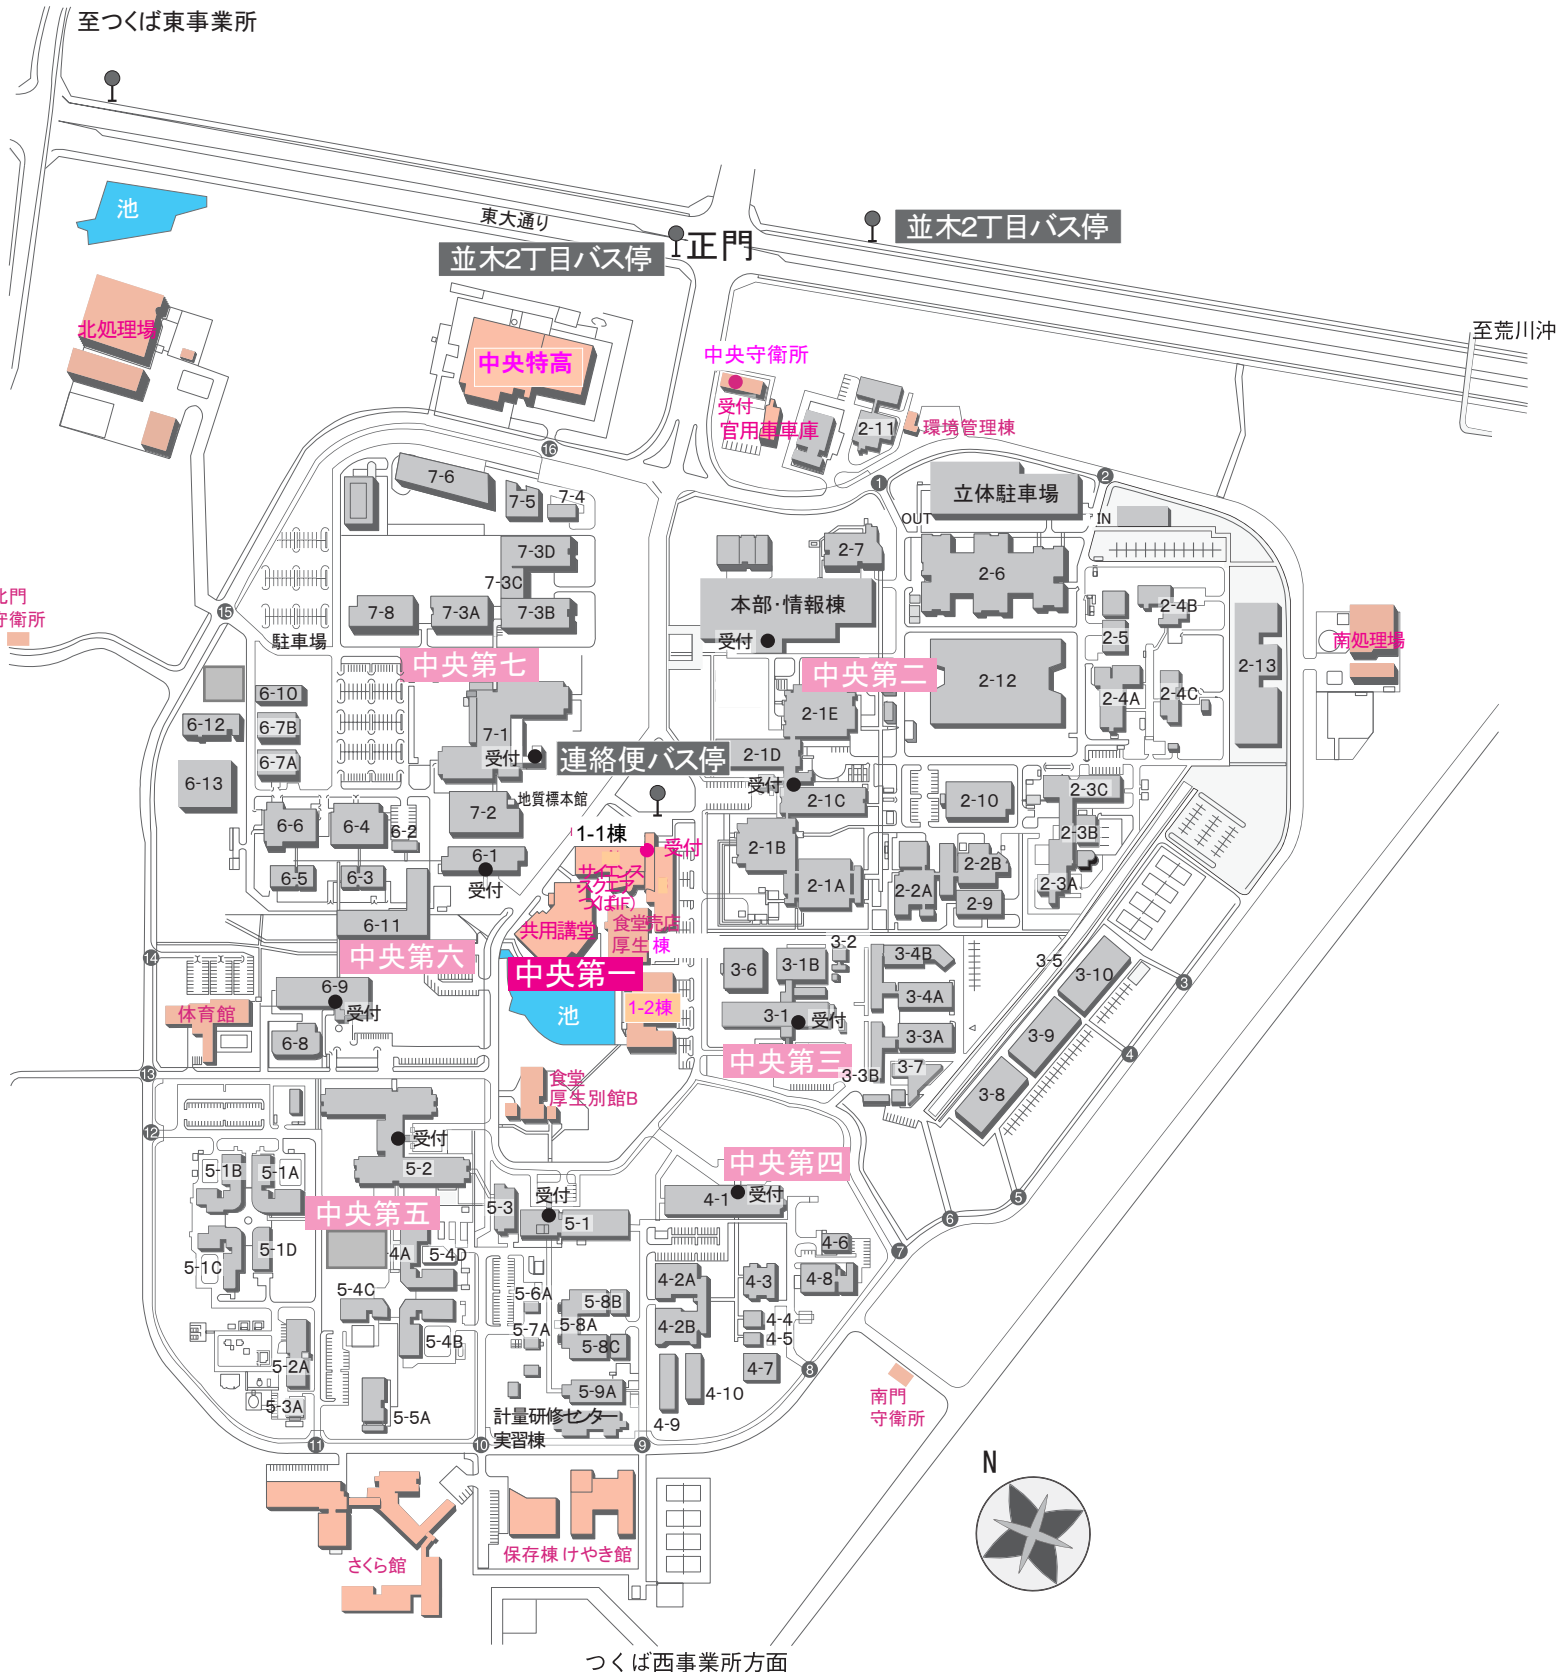 至つくば東事業所
池
東大通り
並木2丁目バス停
正門
並木2丁目バス停
至荒川沖
北処理場
中央特高
中央守衛所
受付
官用車車庫
2-11
環境管理棟
16
1
2
7-6
7-5
7-4
立体駐車場
OUT
IN
7-3D
7-3C
7-8
7-3A
7-3B
2-7
2-6
本部・情報棟
受付
2-4B
2-5
北門
守衛所
15
駐車場
中央第七
中央第二
2-12
2-4A
2-4C
2-13
南処理場
6-10
6-12
6-7B
6-7A
6-13
7-1
受付
連絡便バス停
2-1E
2-1D
受付
2-1C
2-10
2-3C
7-2
地質標本館
6-6
6-4
6-2
6-1
受付
6-5
6-3
6-11
1-1棟
受付
サイエンス
スクエア
つくば(1F)
共用講堂
食堂売店
厚生棟
2-1B
2-1A
2-2A
2-2B
2-9
2-3B
2-3A
中央第六
14
中央第一
池
1-2棟
6-9
受付
体育館
6-8
3-6
3-2
3-1B
3-1
受付
3-4B
3-4A
3-3A
3-3B
3-7
3-5
3-10
3-9
3-8
3
4
中央第三
13
食堂
厚生別館B
12
受付
5-2
5-1B
5-1A
中央第五
5-3
受付
5-1
中央第四
4-1
受付
5
6
7
5-1C
5-1D
4A
5-4D
5-4C
5-4B
5-6A
5-7A
5-8B
5-8A
5-8C
4-2A
4-2B
4-3
4-6
4-8
4-4
4-5
4-7
8
5-2A
5-3A
5-5A
5-9A
4-10
4-9
計量研修センター
実習棟
南門
守衛所
11
10
9
さくら館
保存棟
けやき館
N
つくば西事業所方面